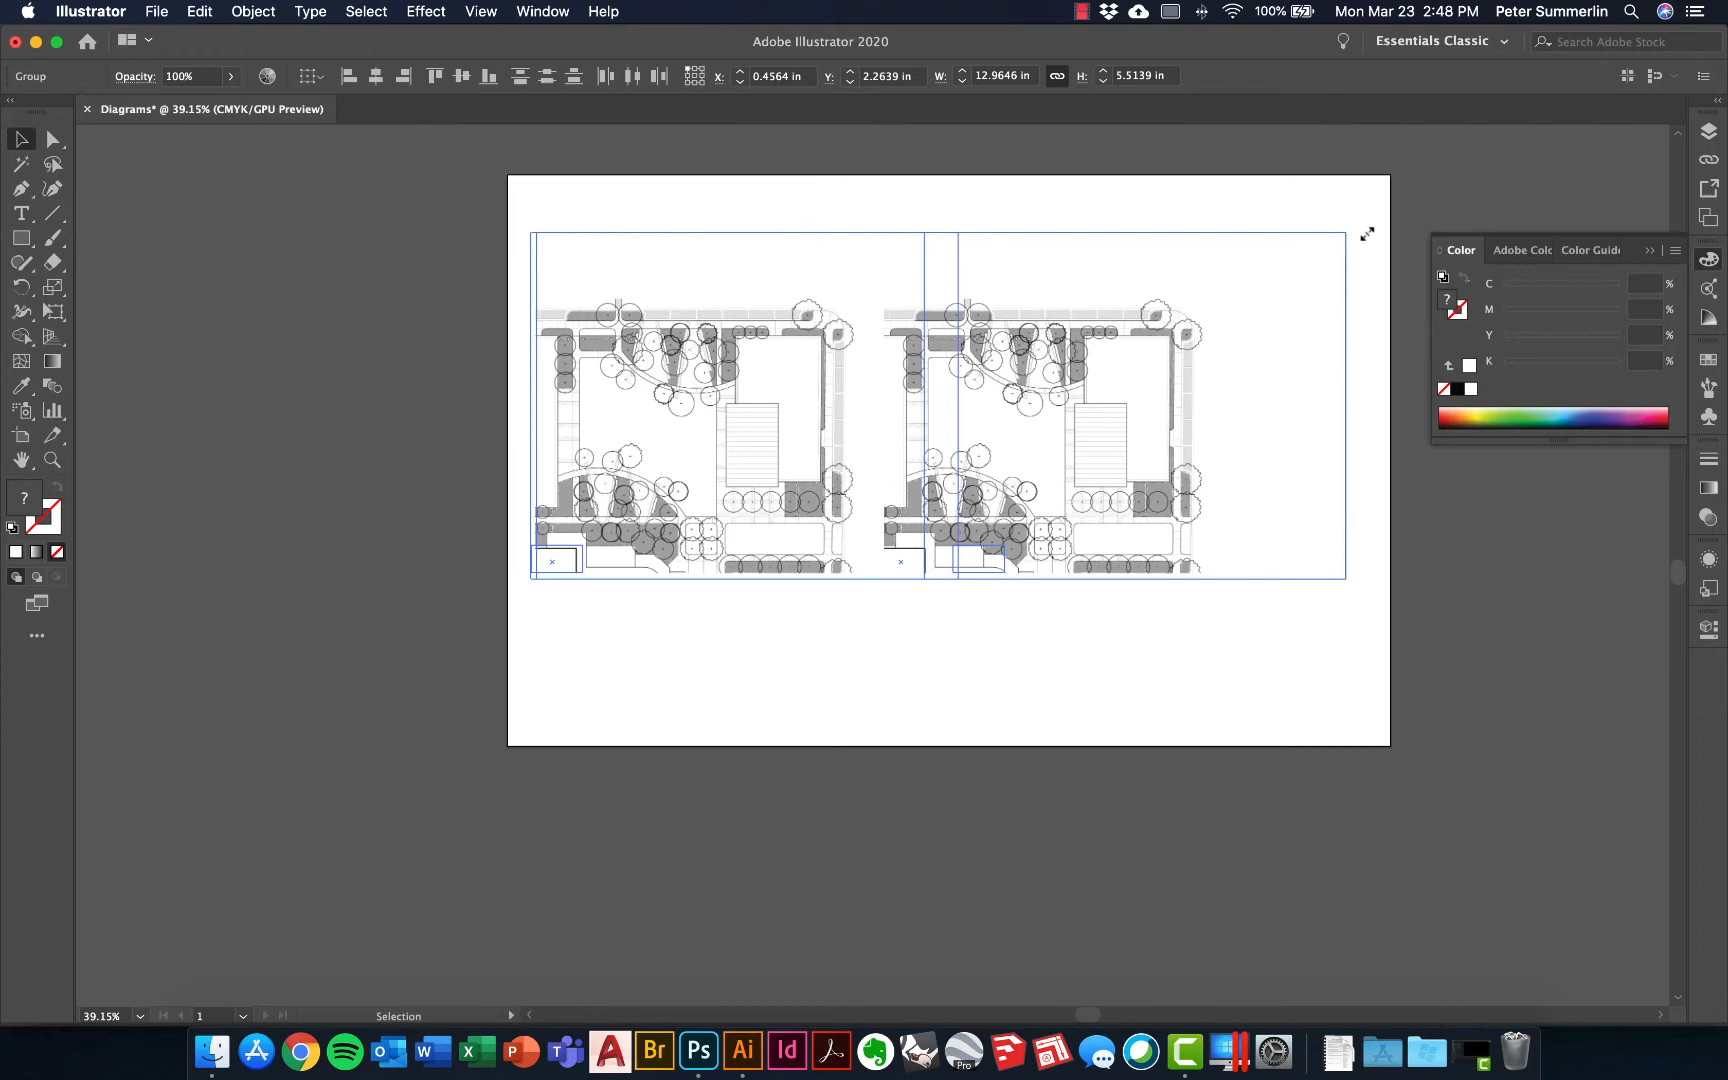 Illustrator File Edit Object Type Select Effect View Window Help 100% Mon Mar 23 2:48 PM Peter Summerlin
Adobe Illustrator 2020 Essentials Classic Search Adobe Stock
Group Opacity: 100% X: 0.4564 in Y: 2.2639 in W: 12.9646 in H: 5.5139 in
× Diagrams* @ 39.15% (CMYK/GPU Preview)
Color Adobe Colo Color Guide
C %
? M %
Y %
K %
?
39.15% 1 Selection
W X P A Br Ps Ai Id Pro C